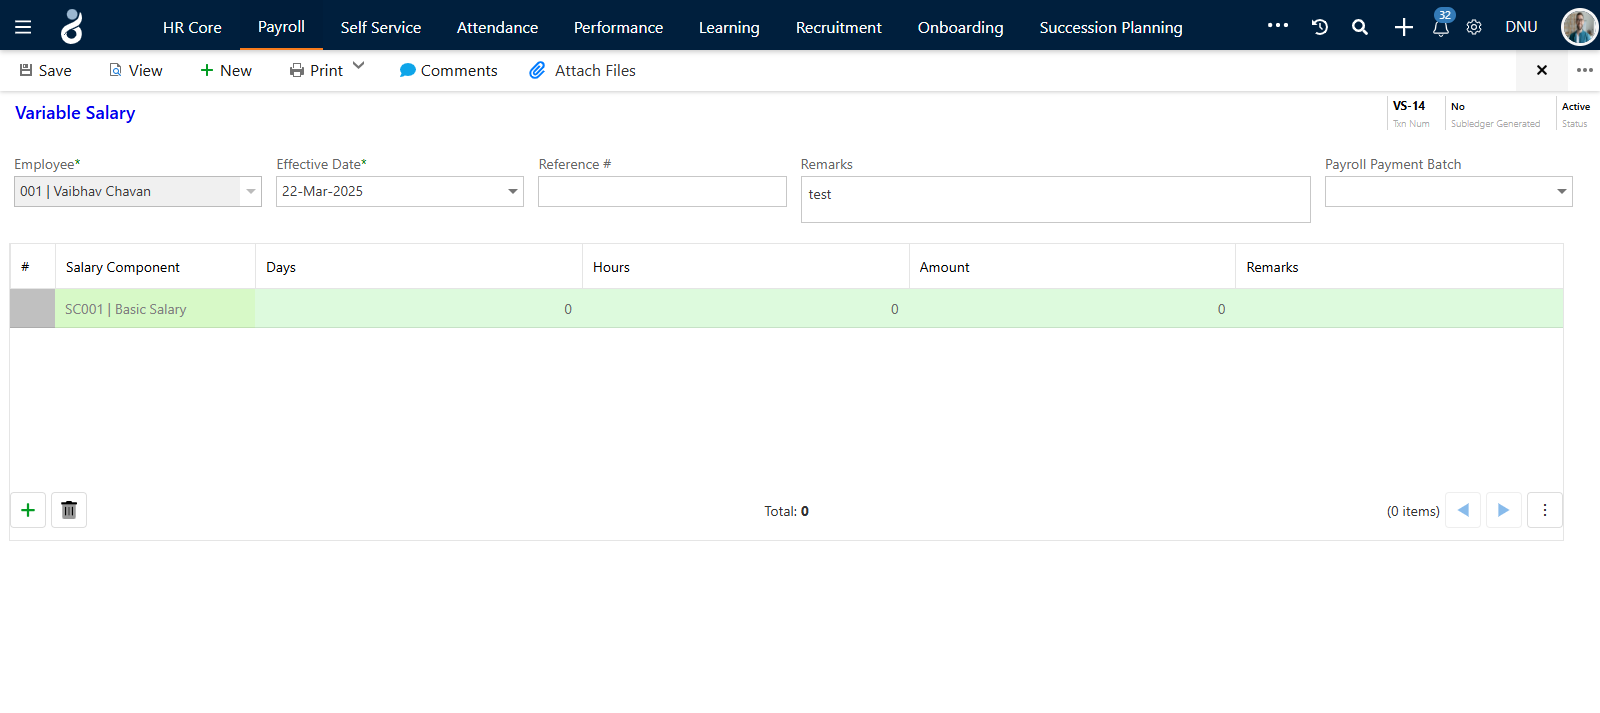 HR Core Payroll Self Service Attendance Performance Learning Recruitment Onboarding Succession Planning ••• 32 DNU
Save View New Print Comments Attach Files
Variable Salary
VS-14 No Active
Txn Num Subledger Generated Status
Employee* Effective Date* Reference # Remarks Payroll Payment Batch
001 | Vaibhav Chavan 22-Mar-2025 test
# Salary Component Days Hours Amount Remarks
SC001 | Basic Salary 0 0 0
Total: 0 (0 items)